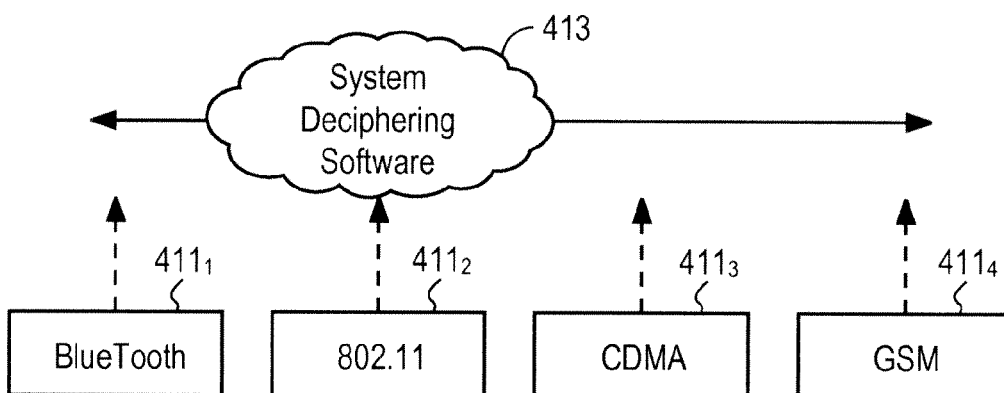 413
System
Deciphering
Software
411₁
411₂
411₃
411₄
BlueTooth
802.11
CDMA
GSM